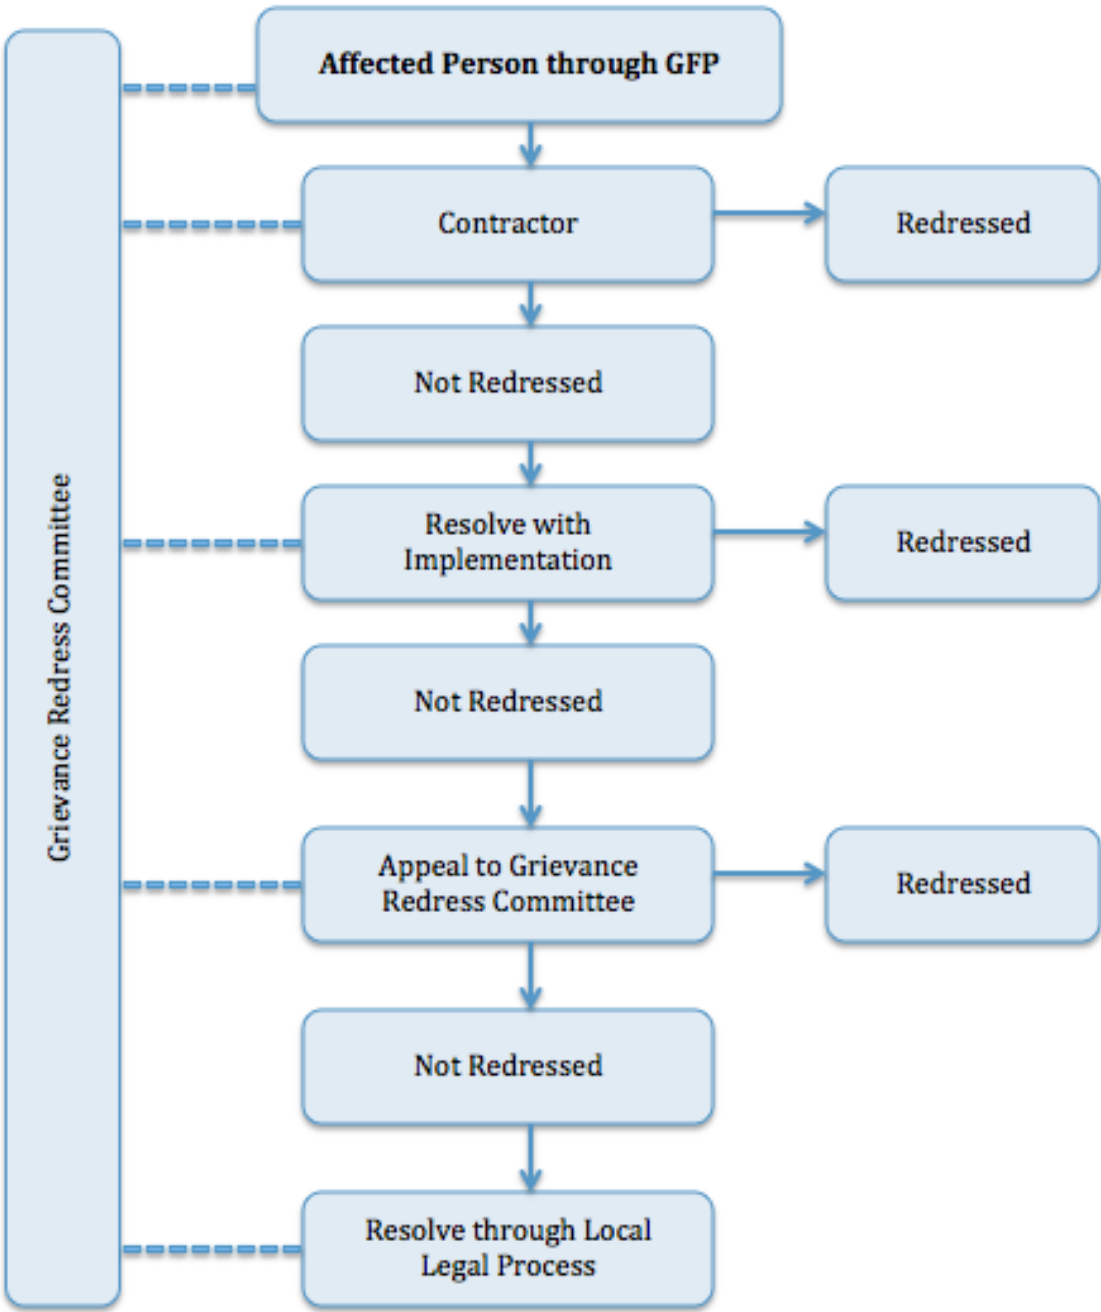 Affected Person through GFP
Contractor
Redressed
Not Redressed
Resolve with
Implementation
Redressed
Not Redressed
Appeal to Grievance
Redress Committee
Redressed
Not Redressed
Resolve through Local
Legal Process
Grievance Redress Committee